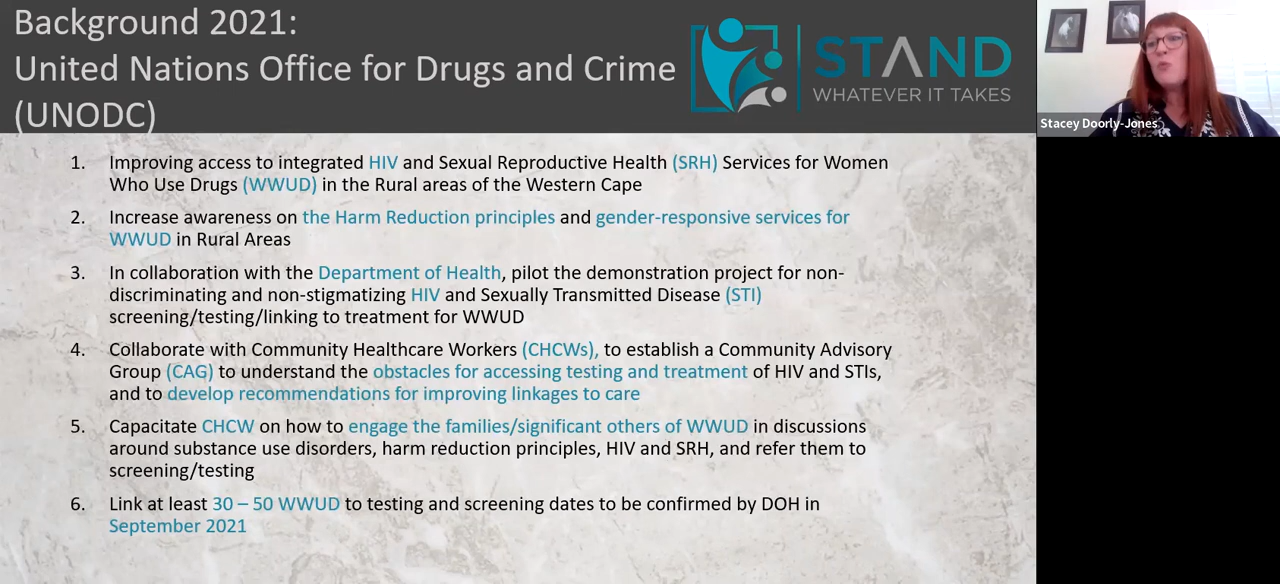 Background 2021:
United Nations Office for Drugs and Crime
(UNODC)
STAND
WHATEVER IT TAKES
Stacey Doorly-Jones
1. Improving access to integrated HIV and Sexual Reproductive Health (SRH) Services for Women
Who Use Drugs (WWUD) in the Rural areas of the Western Cape
2. Increase awareness on the Harm Reduction principles and gender-responsive services for
WWUD in Rural Areas
3. In collaboration with the Department of Health, pilot the demonstration project for non-
discriminating and non-stigmatizing HIV and Sexually Transmitted Disease (STI)
screening/testing/linking to treatment for WWUD
4. Collaborate with Community Healthcare Workers (CHCWs), to establish a Community Advisory
Group (CAG) to understand the obstacles for accessing testing and treatment of HIV and STIs,
and to develop recommendations for improving linkages to care
5. Capacitate CHCW on how to engage the families/significant others of WWUD in discussions
around substance use disorders, harm reduction principles, HIV and SRH, and refer them to
screening/testing
6. Link at least 30 – 50 WWUD to testing and screening dates to be confirmed by DOH in
September 2021